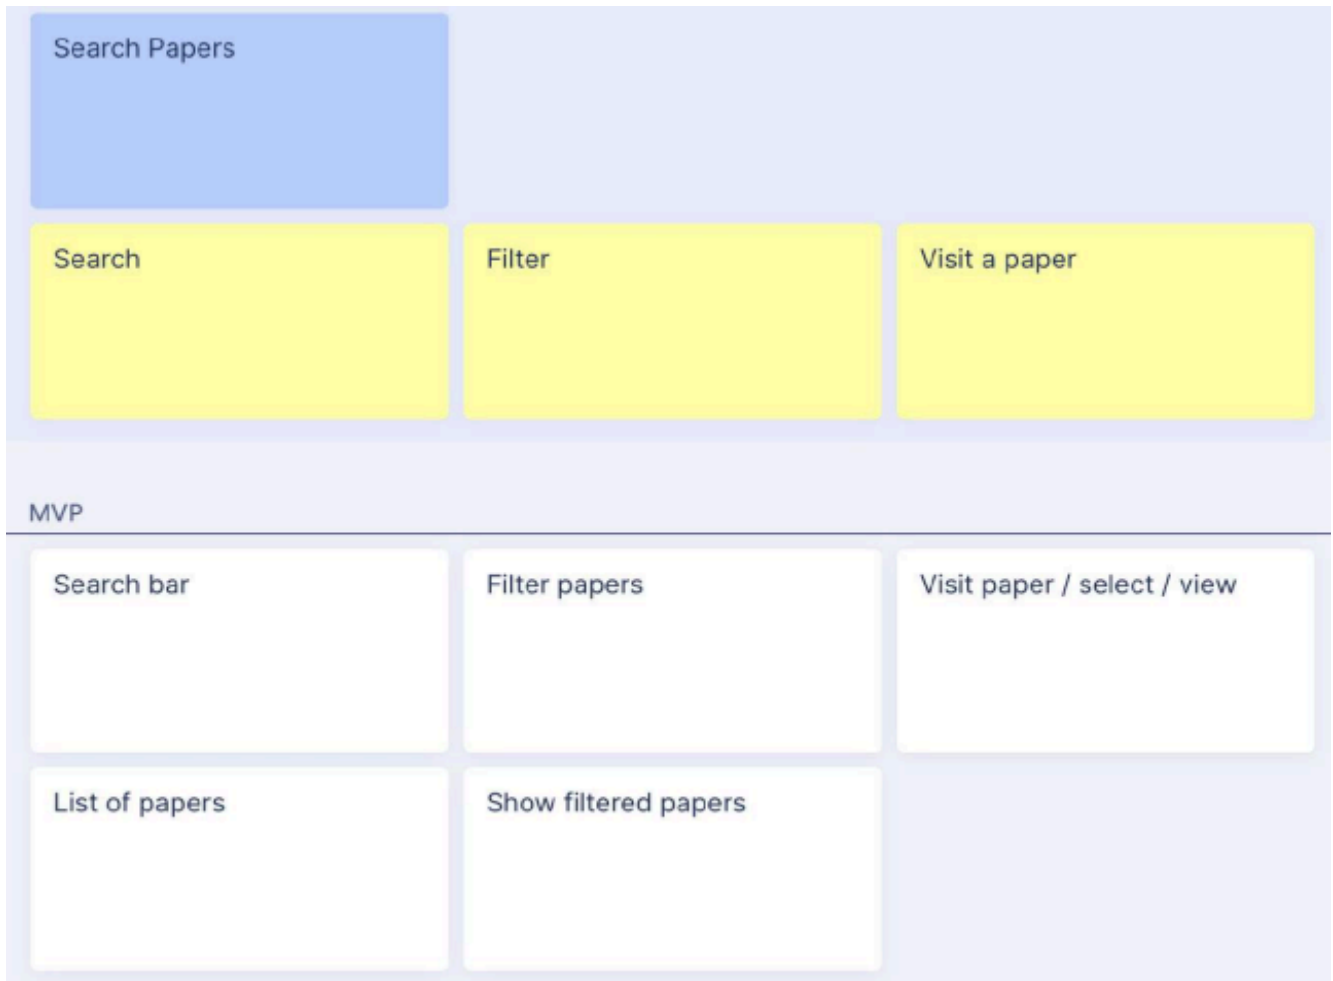 Search Papers
Search
Filter
Visit a paper
MVP
Search bar
Filter papers
Visit paper / select / view
List of papers
Show filtered papers